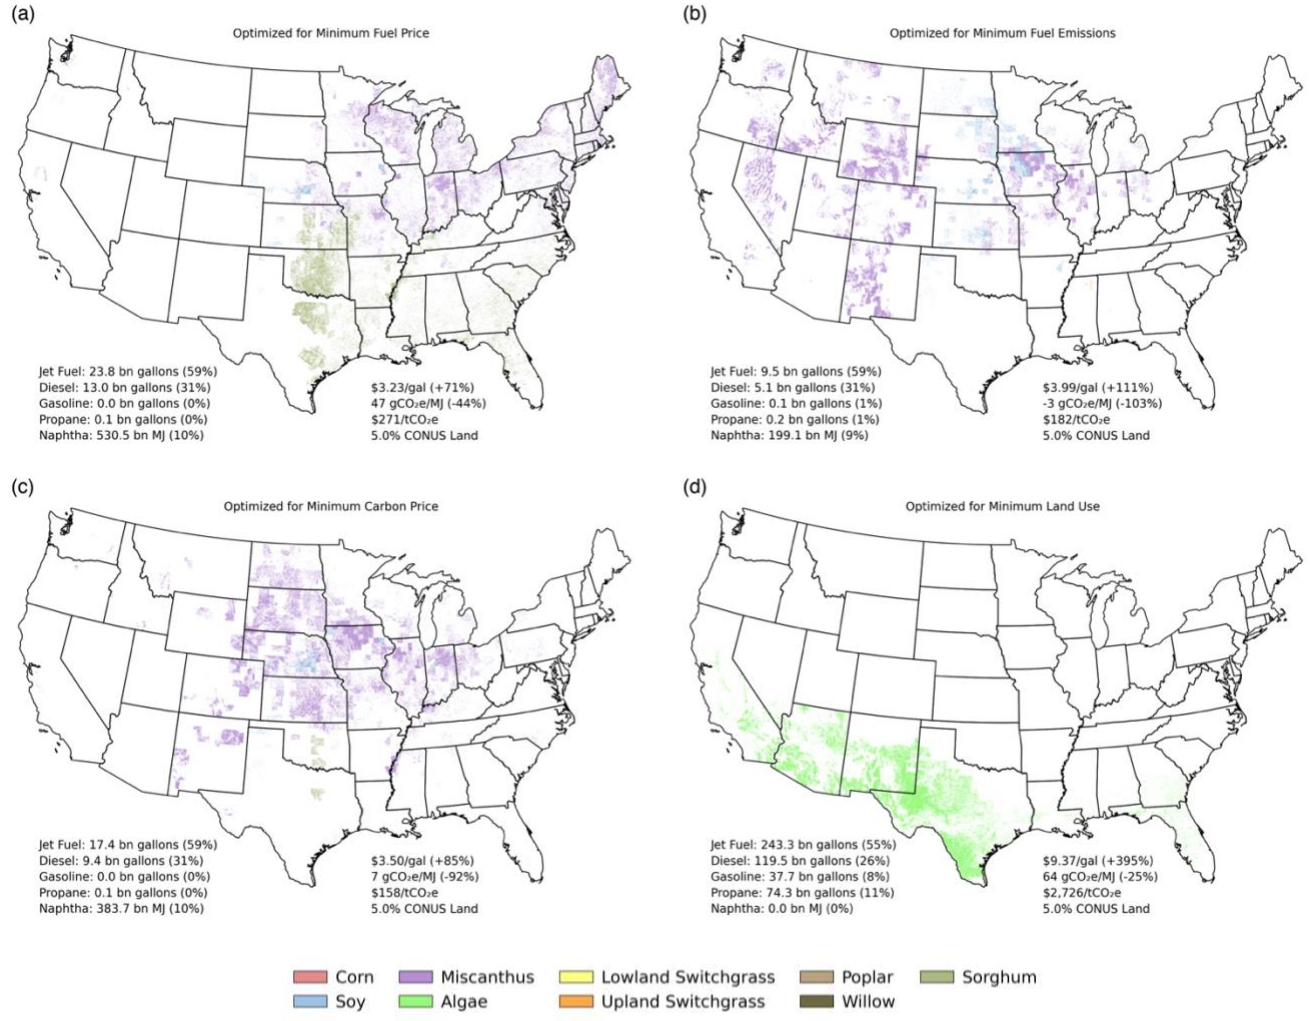 (a)
Optimized for Minimum Fuel Price
Jet Fuel: 23.8 bn gallons (59%)
Diesel: 13.0 bn gallons (31%)
Gasoline: 0.0 bn gallons (0%)
Propane: 0.1 bn gallons (0%)
Naphtha: 530.5 bn MJ (10%)
$3.23/gal (+71%)
47 gCO₂e/MJ (-44%)
$271/tCO₂e
5.0% CONUS Land
(b)
Optimized for Minimum Fuel Emissions
Jet Fuel: 9.5 bn gallons (59%)
Diesel: 5.1 bn gallons (31%)
Gasoline: 0.1 bn gallons (1%)
Propane: 0.2 bn gallons (1%)
Naphtha: 199.1 bn MJ (9%)
$3.99/gal (+111%)
-3 gCO₂e/MJ (-103%)
$182/tCO₂e
5.0% CONUS Land
(c)
Optimized for Minimum Carbon Price
Jet Fuel: 17.4 bn gallons (59%)
Diesel: 9.4 bn gallons (31%)
Gasoline: 0.0 bn gallons (0%)
Propane: 0.1 bn gallons (0%)
Naphtha: 383.7 bn MJ (10%)
$3.50/gal (+85%)
7 gCO₂e/MJ (-92%)
$158/tCO₂e
5.0% CONUS Land
(d)
Optimized for Minimum Land Use
Jet Fuel: 243.3 bn gallons (55%)
Diesel: 119.5 bn gallons (26%)
Gasoline: 37.7 bn gallons (8%)
Propane: 74.3 bn gallons (11%)
Naphtha: 0.0 bn MJ (0%)
$9.37/gal (+395%)
64 gCO₂e/MJ (-25%)
$2,726/tCO₂e
5.0% CONUS Land
Corn
Miscanthus
Lowland Switchgrass
Poplar
Sorghum
Soy
Algae
Upland Switchgrass
Willow